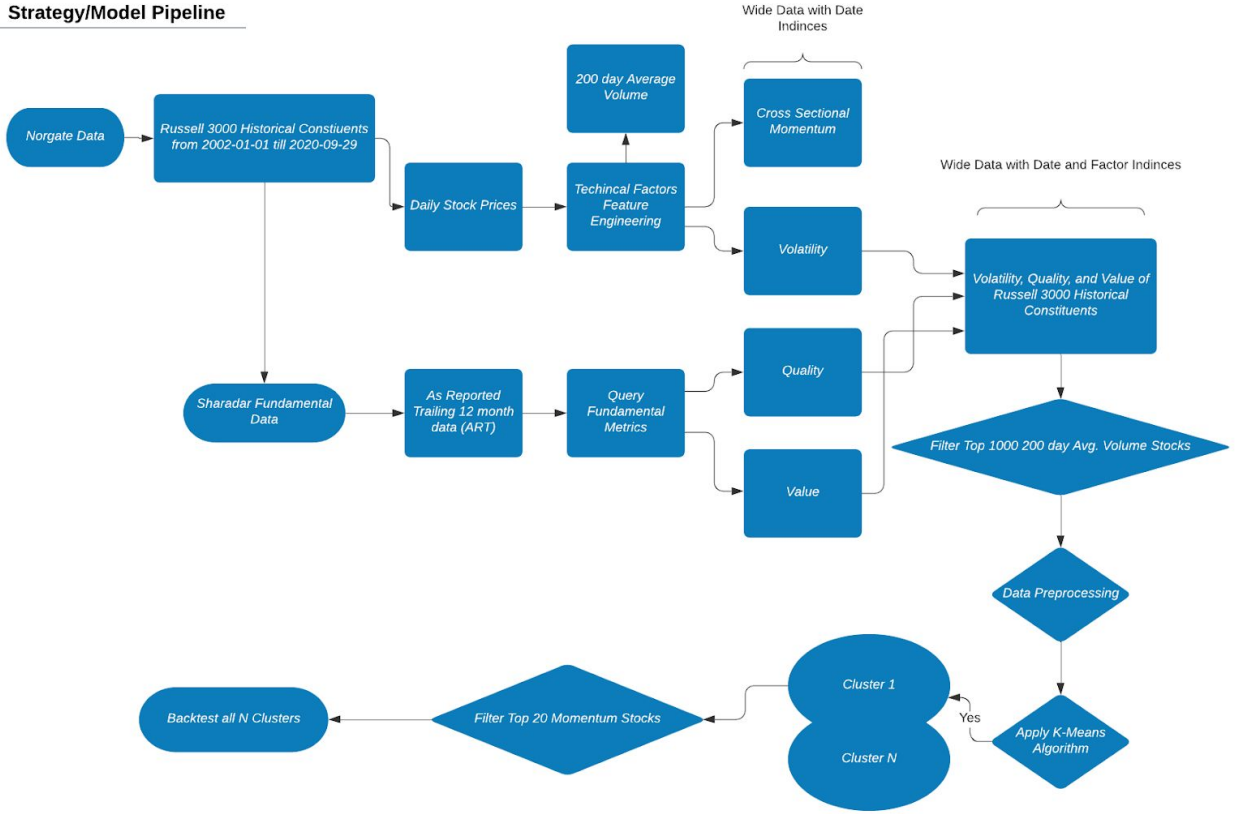 Strategy/Model Pipeline
Wide Data with Date
Indinces
200 day Average
Volume
Cross Sectional
Momentum
Norgate Data
Russell 3000 Historical Constiuents
from 2002-01-01 till 2020-09-29
Wide Data with Date and Factor Indinces
Daily Stock Prices
Techincal Factors
Feature
Engineering
Volatility
Volatility, Quality, and Value of
Russell 3000 Historical
Constituents
Quality
Sharadar Fundamental
Data
As Reported
Trailing 12 month
data (ART)
Query
Fundamental
Metrics
Value
Filter Top 1000 200 day Avg. Volume Stocks
Data Preprocessing
Cluster 1
Yes
Apply K-Means
Algorithm
Filter Top 20 Momentum Stocks
Backtest all N Clusters
Cluster N